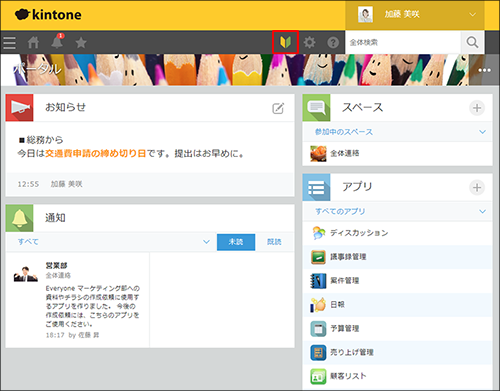 kintone
加藤 美咲
1
全体検索
ポータル
お知らせ
■総務から
今日は交通費申請の締め切り日です。提出はお早めに。
12:55 加藤 美咲
通知
すべて 未読 既読
営業部
全体連絡
Everyone マーケティング部への
資料やチラシの作成依頼に使用す
るアプリを作りました。 今後の
作成依頼には、こちらのアプリを
ご使用ください。
18:17 by 佐藤 昇
スペース
参加中のスペース
全体連絡
アプリ
すべてのアプリ
ディスカッション
議事録管理
案件管理
日報
予算管理
売り上げ管理
顧客リスト